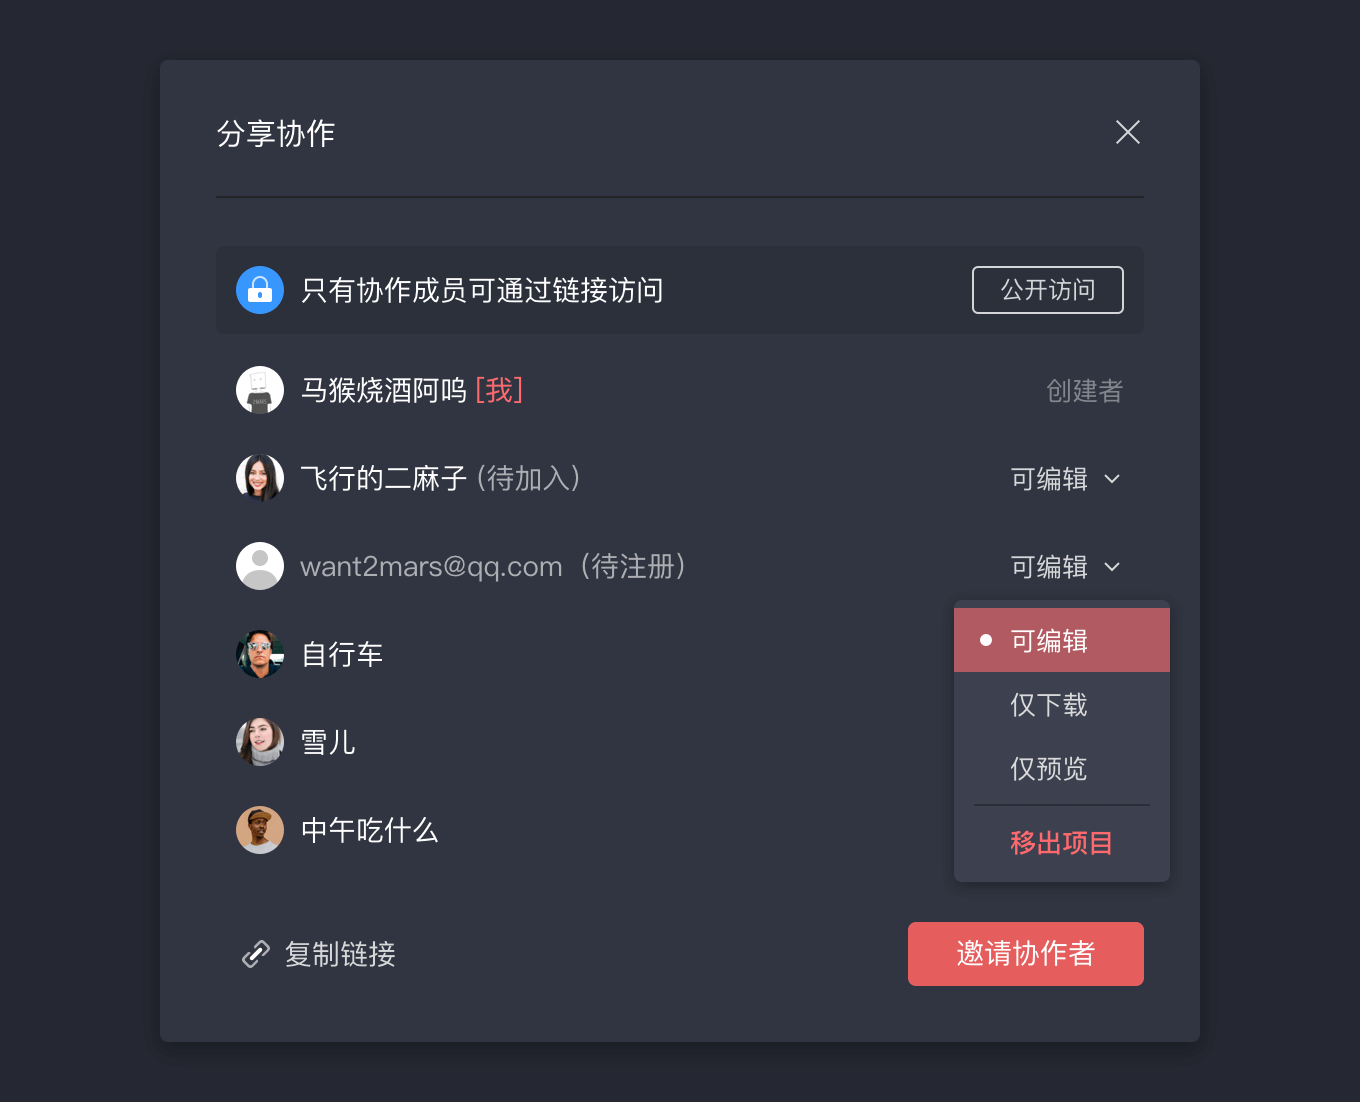 分享协作
只有协作成员可通过链接访问
公开访问
马猴烧酒阿呜 [我]
创建者
飞行的二麻子 (待加入)
可编辑
want2mars@qq.com（待注册）
可编辑
可编辑
自行车
仅下载
雪儿
仅预览
中午吃什么
移出项目
复制链接
邀请协作者